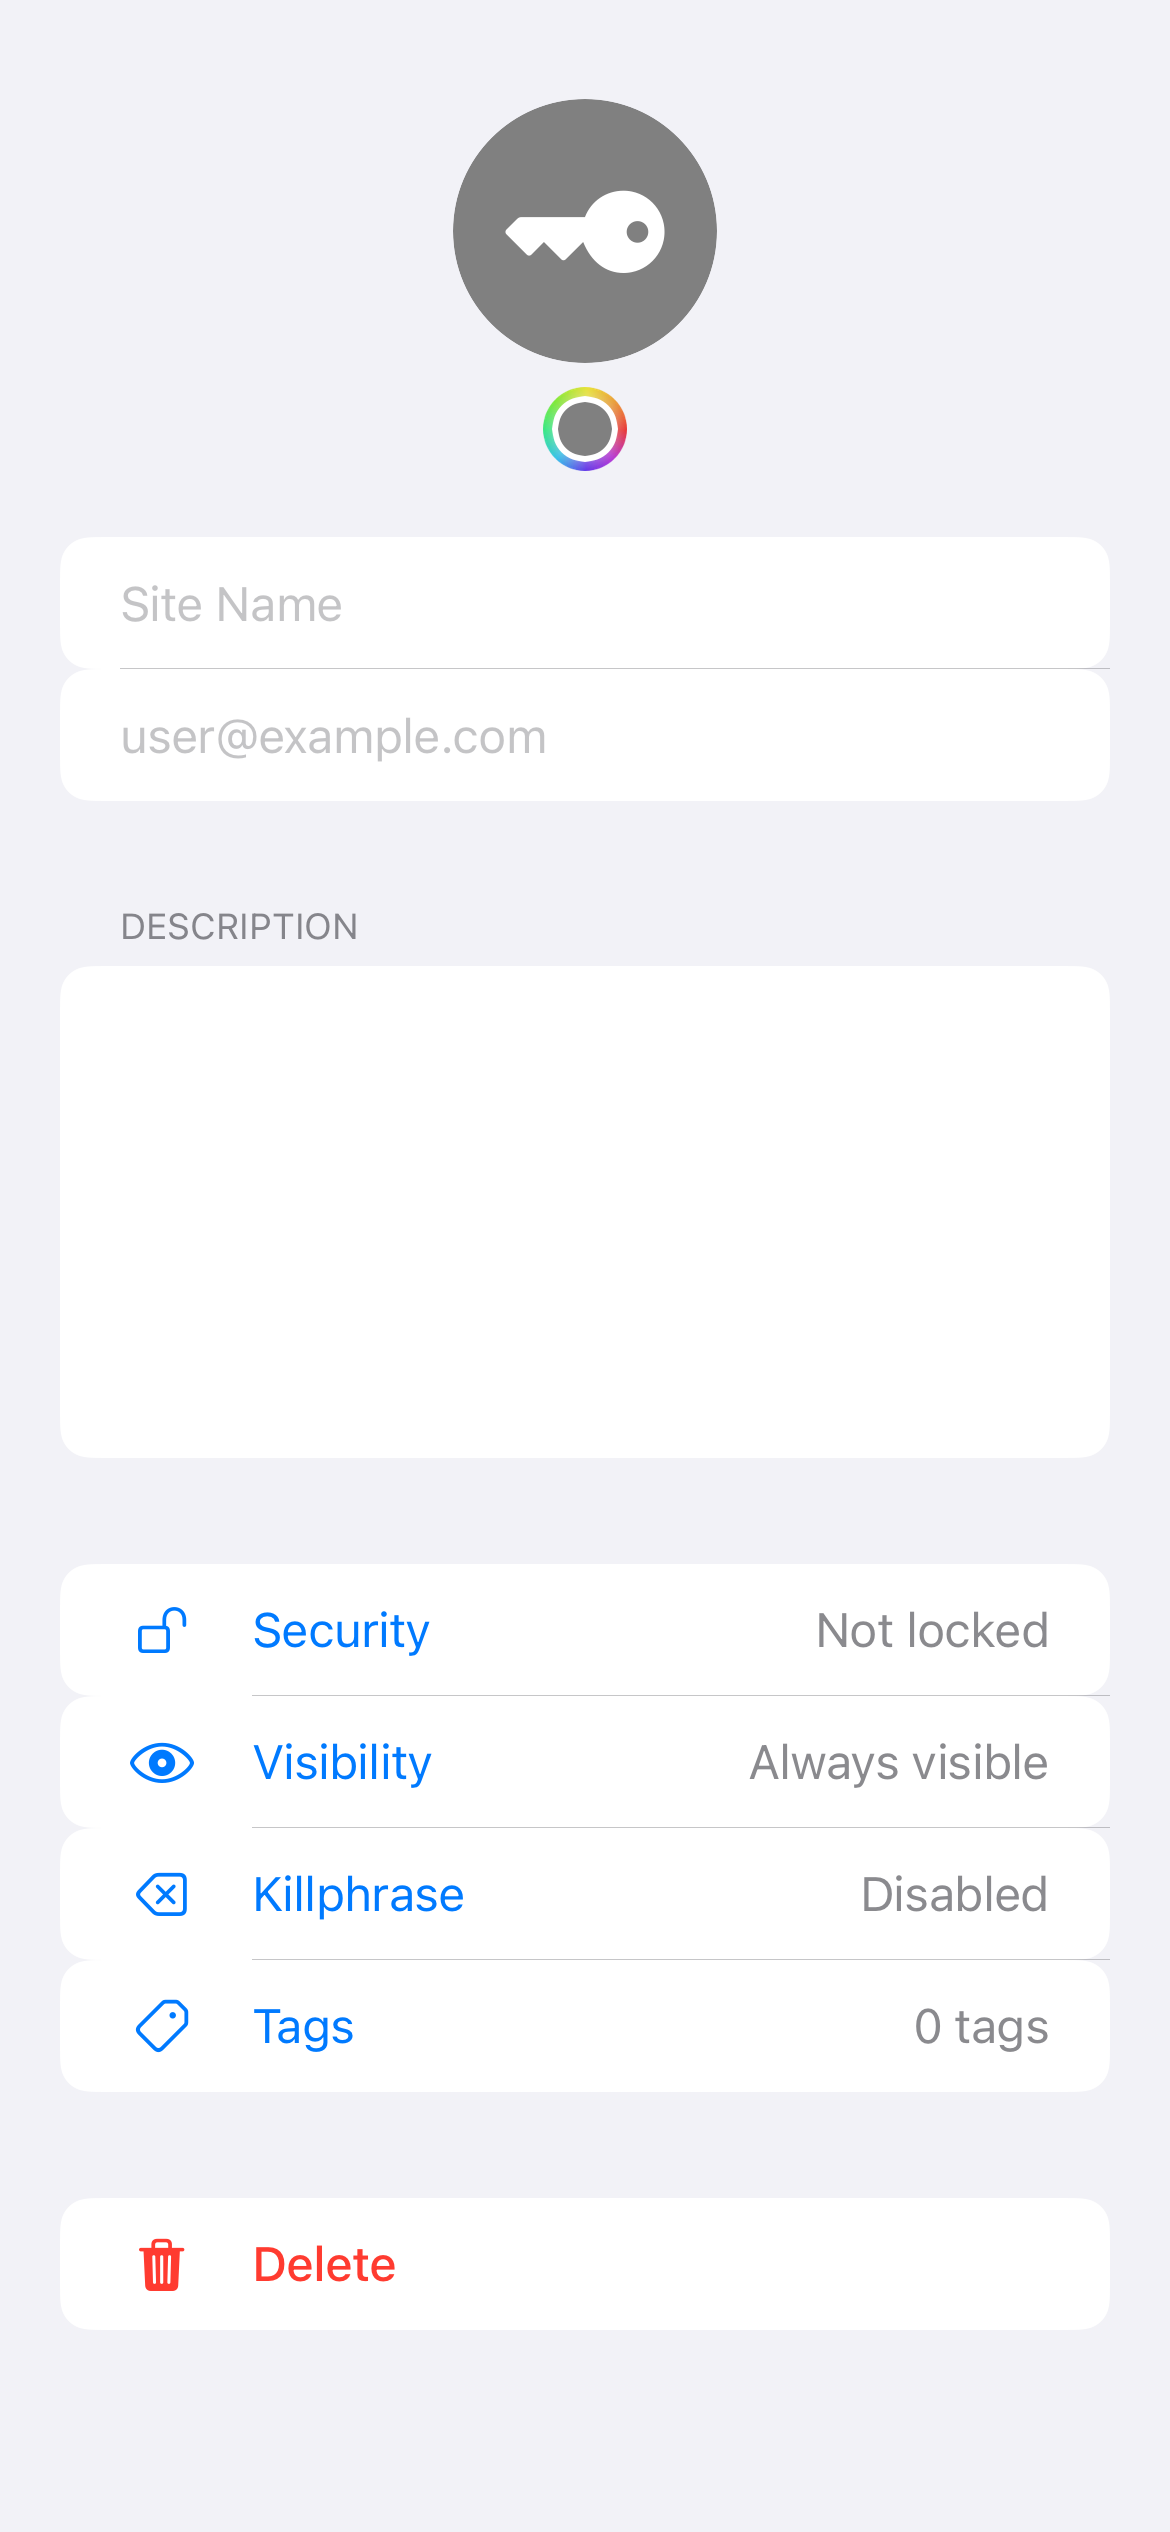 Site Name
user@example.com
DESCRIPTION
Security Not locked
Visibility Always visible
Killphrase Disabled
Tags 0 tags
Delete